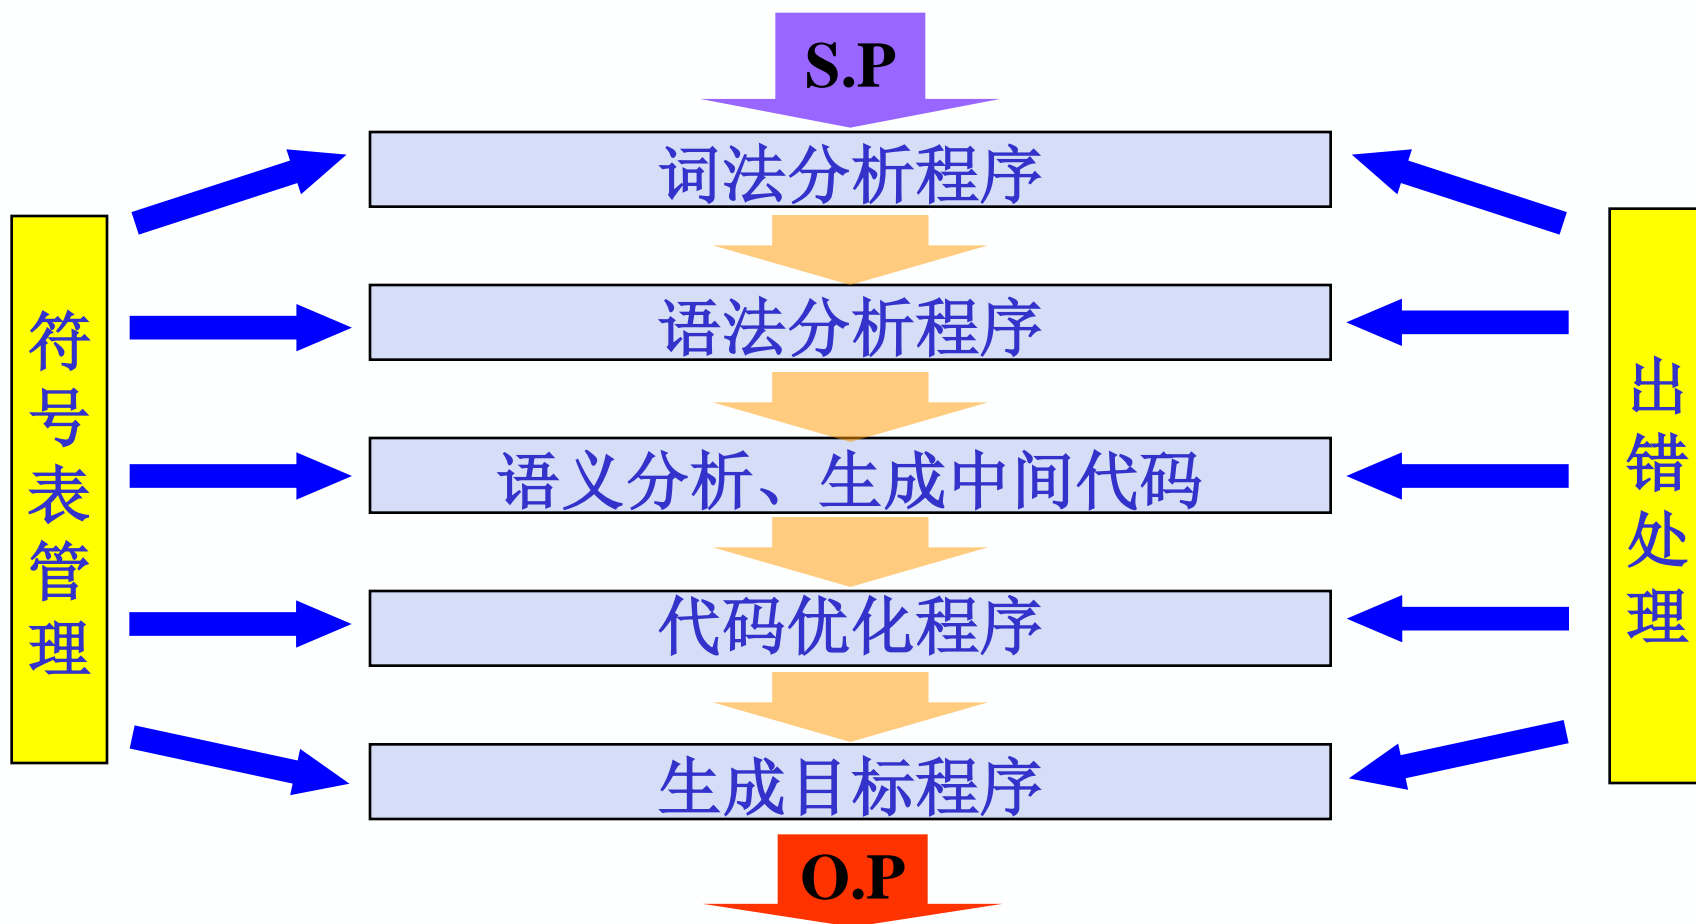 S.P
词法分析程序
语法分析程序
语义分析、生成中间代码
代码优化程序
生成目标程序
O.P
符号表管理
出错处理